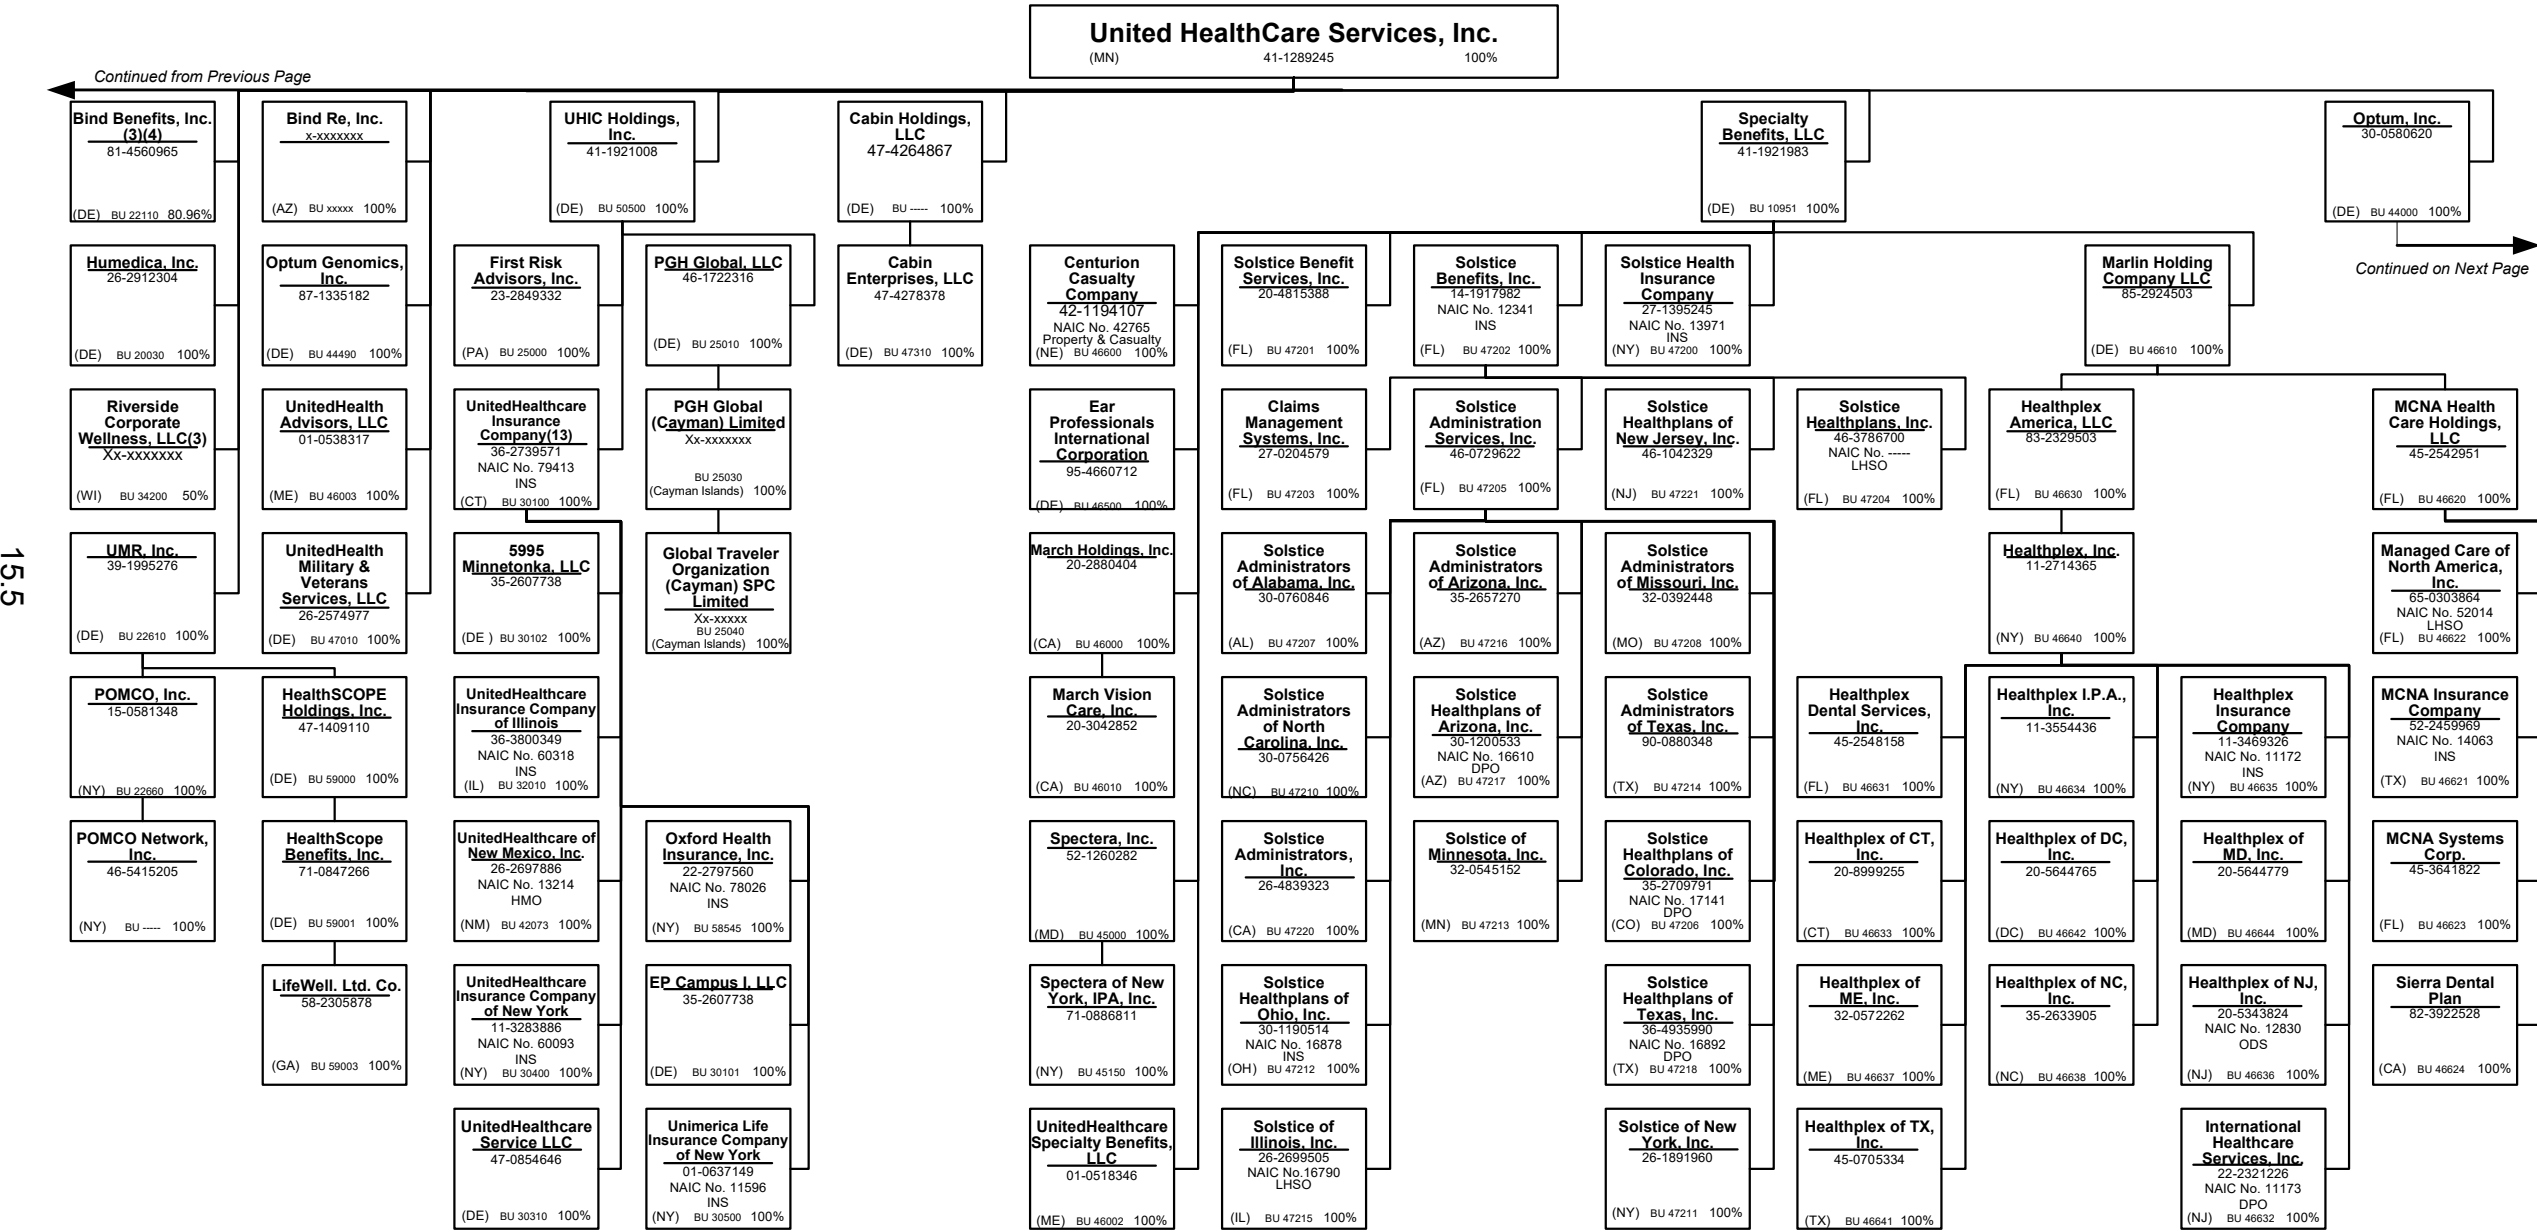 United HealthCare Services, Inc.
(MN) 41-1289245 100%
Continued from Previous Page
Bind Benefits, Inc.
(3)(4)
81-4560965
(DE) BU 22110 80.96%
Bind Re, Inc.
x-xxxxxxx
(AZ) BU xxxxx 100%
UHIC Holdings,
Inc.
41-1921008
(DE) BU 50500 100%
Cabin Holdings,
LLC
47-4264867
(DE) BU ----- 100%
Specialty
Benefits, LLC
41-1921983
(DE) BU 10951 100%
Optum, Inc.
30-0580620
(DE) BU 44000 100%
Continued on Next Page
Humedica, Inc.
26-2912304
(DE) BU 20030 100%
Optum Genomics,
Inc.
87-1335182
(DE) BU 44490 100%
First Risk
Advisors, Inc.
23-2849332
(PA) BU 25000 100%
PGH Global, LLC
46-1722316
(DE) BU 25010 100%
Cabin
Enterprises, LLC
47-4278378
(DE) BU 47310 100%
Centurion
Casualty
Company
42-1194107
NAIC No. 42765
Property & Casualty
(NE) BU 46600 100%
Solstice Benefit
Services, Inc.
20-4815388
(FL) BU 47201 100%
Solstice
Benefits, Inc.
14-1917982
NAIC No. 12341
INS
(FL) BU 47202 100%
Solstice Health
Insurance
Company
27-1395245
NAIC No. 13971
INS
(NY) BU 47200 100%
Marlin Holding
Company LLC
85-2924503
(DE) BU 46610 100%
Riverside
Corporate
Wellness, LLC(3)
Xx-xxxxxxx
(WI) BU 34200 50%
UnitedHealth
Advisors, LLC
01-0538317
(ME) BU 46003 100%
UnitedHealthcare
Insurance
Company(13)
36-2739571
NAIC No. 79413
INS
(CT) BU 30100 100%
PGH Global
(Cayman) Limited
Xx-xxxxxxx
BU 25030
(Cayman Islands) 100%
Ear
Professionals
International
Corporation
95-4660712
(DE) BU 46500 100%
Claims
Management
Systems, Inc.
27-0204579
(FL) BU 47203 100%
Solstice
Administration
Services, Inc.
46-0729622
(FL) BU 47205 100%
Solstice
Healthplans of
New Jersey, Inc.
46-1042329
(NJ) BU 47221 100%
Solstice
Healthplans, Inc.
46-3786700
NAIC No. -----
LHSO
(FL) BU 47204 100%
Healthplex
America, LLC
83-2329503
(FL) BU 46630 100%
MCNA Health
Care Holdings,
LLC
45-2542951
(FL) BU 46620 100%
UMR, Inc.
39-1995276
(DE) BU 22610 100%
UnitedHealth
Military &
Veterans
Services, LLC
26-2574977
(DE) BU 47010 100%
5995
Minnetonka, LLC
35-2607738
(DE ) BU 30102 100%
Global Traveler
Organization
(Cayman) SPC
Limited
Xx-xxxxx
BU 25040
(Cayman Islands) 100%
March Holdings, Inc.
20-2880404
(CA) BU 46000 100%
Solstice
Administrators
of Alabama, Inc.
30-0760846
(AL) BU 47207 100%
Solstice
Administrators
of Arizona, Inc.
35-2657270
(AZ) BU 47216 100%
Solstice
Administrators
of Missouri, Inc.
32-0392448
(MO) BU 47208 100%
Healthplex, Inc.
11-2714365
(NY) BU 46640 100%
Managed Care of
North America,
Inc.
65-0303864
NAIC No. 52014
LHSO
(FL) BU 46622 100%
POMCO, Inc.
15-0581348
(NY) BU 22660 100%
HealthSCOPE
Holdings, Inc.
47-1409110
(DE) BU 59000 100%
UnitedHealthcare
Insurance Company
of Illinois
36-3800349
NAIC No. 60318
INS
(IL) BU 32010 100%
March Vision
Care, Inc.
20-3042852
(CA) BU 46010 100%
Solstice
Administrators
of North
Carolina, Inc.
30-0756426
(NC) BU 47210 100%
Solstice
Healthplans of
Arizona, Inc.
30-1200533
NAIC No. 16610
DPO
(AZ) BU 47217 100%
Solstice
Administrators
of Texas, Inc.
90-0880348
(TX) BU 47214 100%
Healthplex
Dental Services,
Inc.
45-2548158
(FL) BU 46631 100%
Healthplex I.P.A.,
Inc.
11-3554436
(NY) BU 46634 100%
Healthplex
Insurance
Company
11-3469326
NAIC No. 11172
INS
(NY) BU 46635 100%
MCNA Insurance
Company
52-2459969
NAIC No. 14063
INS
(TX) BU 46621 100%
POMCO Network,
Inc.
46-5415205
(NY) BU ----- 100%
HealthScope
Benefits, Inc.
71-0847266
(DE) BU 59001 100%
UnitedHealthcare of
New Mexico, Inc.
26-2697886
NAIC No. 13214
HMO
(NM) BU 42073 100%
Oxford Health
Insurance, Inc.
22-2797560
NAIC No. 78026
INS
(NY) BU 58545 100%
Spectera, Inc.
52-1260282
(MD) BU 45000 100%
Solstice
Administrators,
Inc.
26-4839323
(CA) BU 47220 100%
Solstice of
Minnesota, Inc.
32-0545152
(MN) BU 47213 100%
Solstice
Healthplans of
Colorado, Inc.
35-2709791
NAIC No. 17141
DPO
(CO) BU 47206 100%
Healthplex of CT,
Inc.
20-8999255
(CT) BU 46633 100%
Healthplex of DC,
Inc.
20-5644765
(DC) BU 46642 100%
Healthplex of
MD, Inc.
20-5644779
(MD) BU 46644 100%
MCNA Systems
Corp.
45-3641822
(FL) BU 46623 100%
LifeWell. Ltd. Co.
58-2305878
(GA) BU 59003 100%
UnitedHealthcare
Insurance Company
of New York
11-3283886
NAIC No. 60093
INS
(NY) BU 30400 100%
EP Campus I, LLC
35-2607738
(DE) BU 30101 100%
Spectera of New
York, IPA, Inc.
71-0886811
(NY) BU 45150 100%
Solstice
Healthplans of
Ohio, Inc.
30-1190514
NAIC No. 16878
INS
(OH) BU 47212 100%
Solstice
Healthplans of
Texas, Inc.
36-4935990
NAIC No. 16892
DPO
(TX) BU 47218 100%
Healthplex of
ME, Inc.
32-0572262
(ME) BU 46637 100%
Healthplex of NC,
Inc.
35-2633905
(NC) BU 46638 100%
Healthplex of NJ,
Inc.
20-5343824
NAIC No. 12830
ODS
(NJ) BU 46636 100%
Sierra Dental
Plan
82-3922528
(CA) BU 46624 100%
UnitedHealthcare
Service LLC
47-0854646
(DE) BU 30310 100%
Unimerica Life
Insurance Company
of New York
01-0637149
NAIC No. 11596
INS
(NY) BU 30500 100%
UnitedHealthcare
Specialty Benefits,
LLC
01-0518346
(ME) BU 46002 100%
Solstice of
Illinois, Inc.
26-2699505
NAIC No.16790
LHSO
(IL) BU 47215 100%
Solstice of New
York, Inc.
26-1891960
(NY) BU 47211 100%
Healthplex of TX,
Inc.
45-0705334
(TX) BU 46641 100%
International
Healthcare
Services, Inc.
22-2321226
NAIC No. 11173
DPO
(NJ) BU 46632 100%
15.5